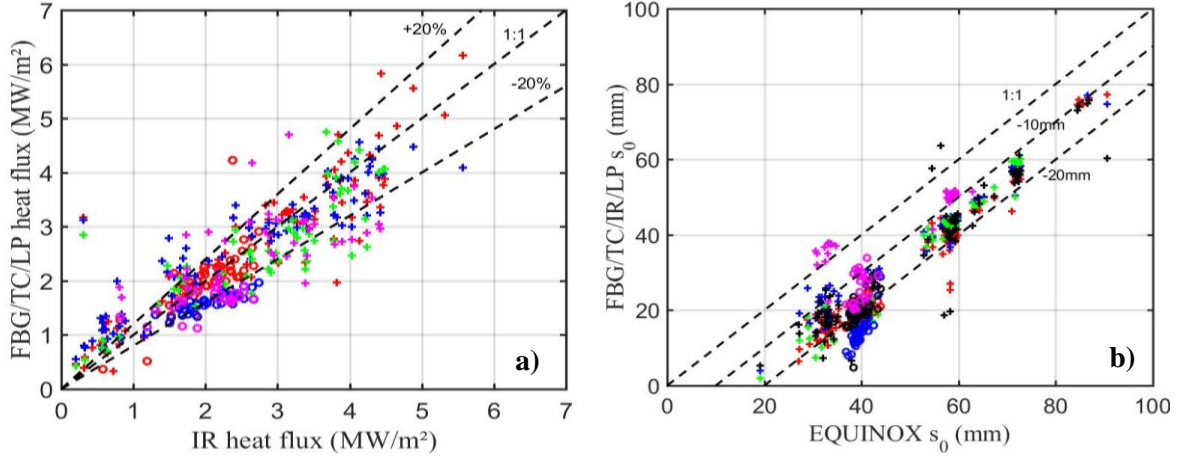 7
6
5
4
3
2
1
0
FBG/TC/LP heat flux (MW/m²)
+20%
1:1
-20%
a)
0 1 2 3 4 5 6 7
IR heat flux (MW/m²)
b)
100
80
60
40
20
0
FBG/TC/IR/LP s₀ (mm)
1:1
-10mm
-20mm
b)
0 20 40 60 80 100
EQUINOX s₀ (mm)